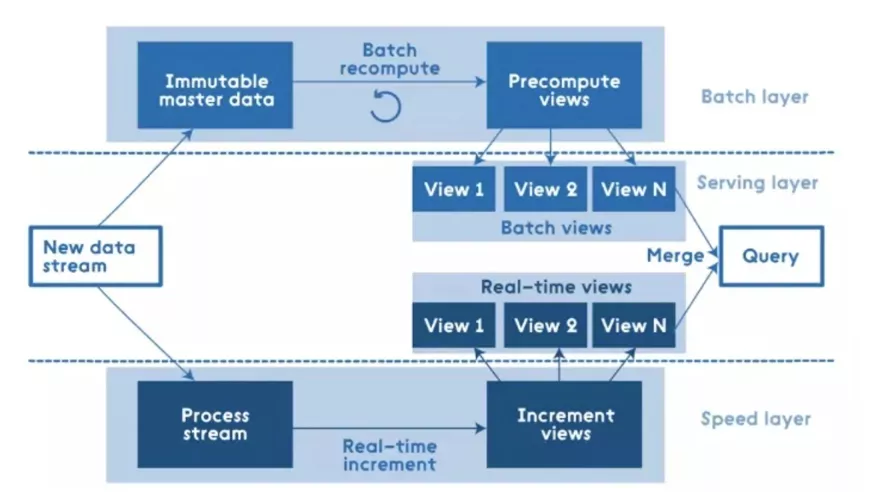 Immutable
master data
Batch
recompute
Precompute
views
Batch layer
View 1
View 2
View N
Batch views
Serving layer
New data
stream
Merge
Query
Real-time views
View 1
View 2
View N
Process
stream
Real-time
increment
Increment
views
Speed layer